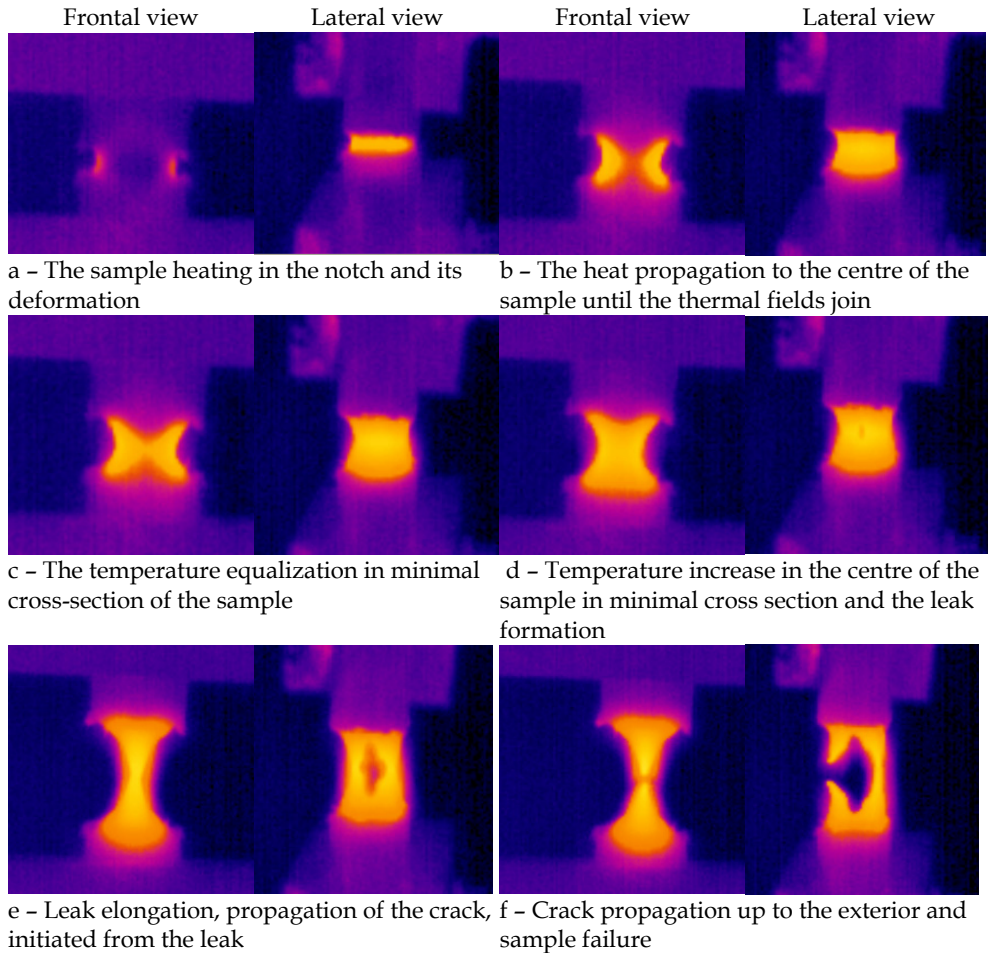 Frontal view Lateral view Frontal view Lateral view
a – The sample heating in the notch and its
deformation
b – The heat propagation to the centre of the
sample until the thermal fields join
c – The temperature equalization in minimal
cross-section of the sample
d – Temperature increase in the centre of the
sample in minimal cross section and the leak
formation
e – Leak elongation, propagation of the crack,
initiated from the leak
f – Crack propagation up to the exterior and
sample failure